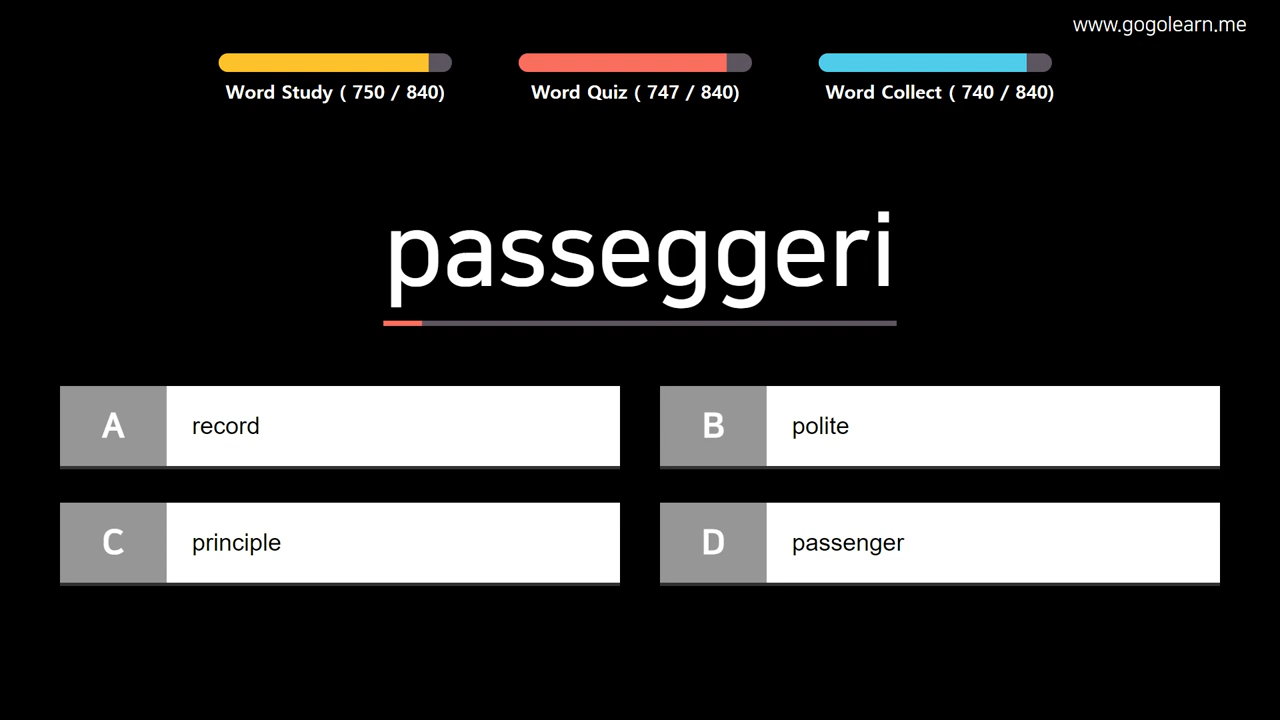 www.gogolearn.me
Word Study ( 750 / 840)
Word Quiz ( 747 / 840)
Word Collect ( 740 / 840)
passeggeri
A record
B polite
C principle
D passenger